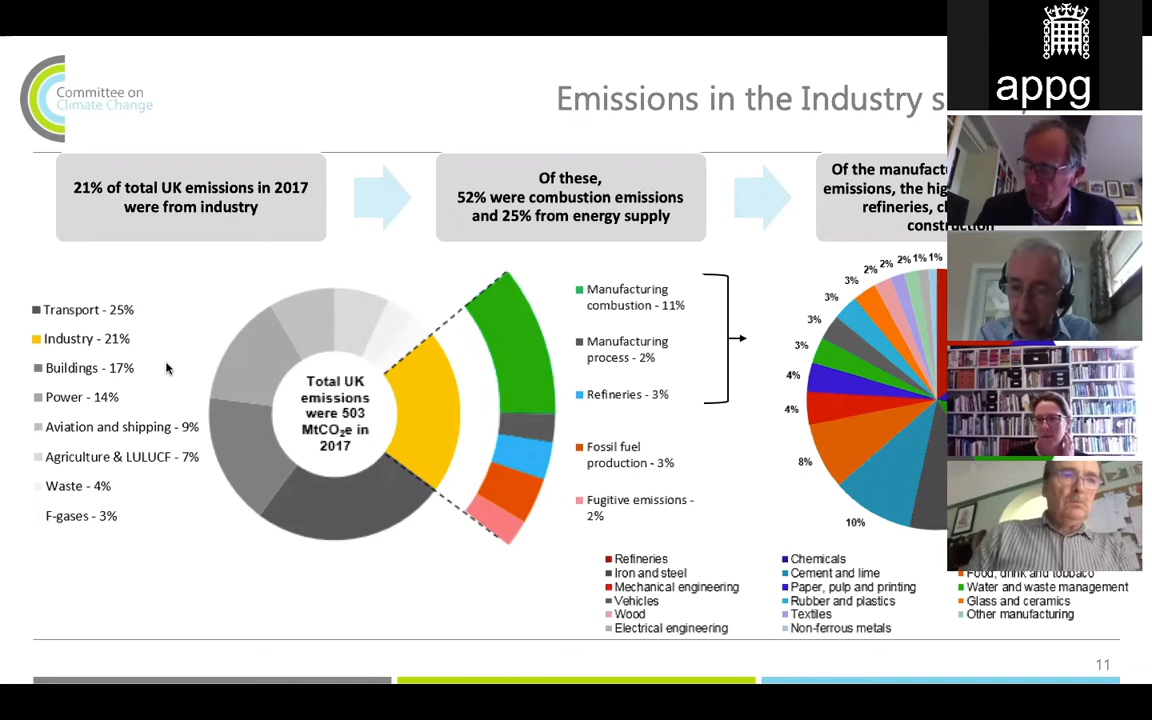 Committee on
Climate Change
Emissions in the Industry
appg
21% of total UK emissions in 2017
were from industry
Of these,
52% were combustion emissions
and 25% from energy supply
Of the
emissions, the
refineries,
construction
Transport - 25%
Industry - 21%
Buildings - 17%
Power - 14%
Aviation and shipping - 9%
Agriculture & LULUCF - 7%
Waste - 4%
F-gases - 3%
Total UK
emissions
were 503
MtCO₂e in
2017
Manufacturing
combustion - 11%
Manufacturing
process - 2%
Refineries - 3%
Fossil fuel
production - 3%
Fugitive emissions -
2%
1%
1%
2%
2%
2%
3%
3%
3%
3%
4%
4%
8%
10%
Refineries
Chemicals
Iron and steel
Cement and lime
Food, drink and tobbaco
Mechanical engineering
Paper, pulp and printing
Water and waste management
Vehicles
Rubber and plastics
Glass and ceramics
Wood
Textiles
Other manufacturing
Electrical engineering
Non-ferrous metals
11